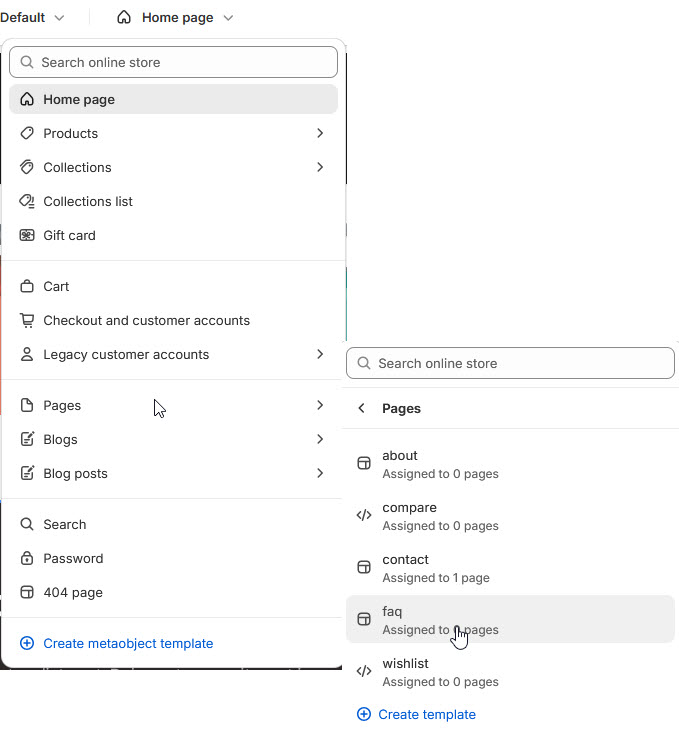 Default
Home page
Search online store
Home page
Products
Collections
Collections list
Gift card
Cart
Checkout and customer accounts
Legacy customer accounts
Pages
Blogs
Blog posts
Search
Password
404 page
Create metaobject template
Search online store
Pages
about
Assigned to 0 pages
compare
Assigned to 0 pages
contact
Assigned to 1 page
faq
Assigned to pages
wishlist
Assigned to 0 pages
Create template